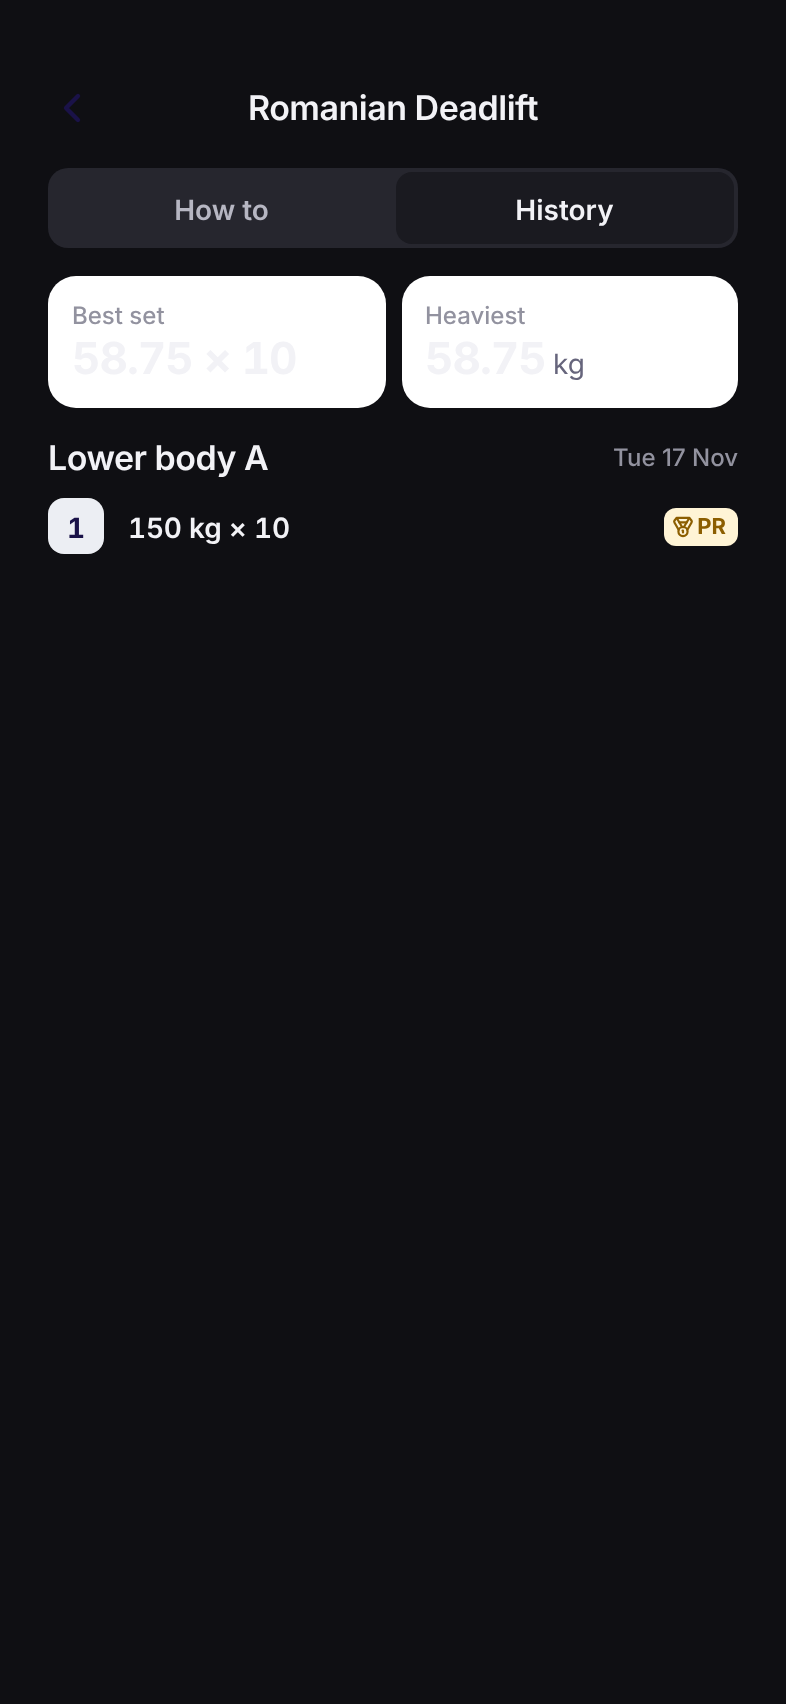 Romanian Deadlift
How to
History
Best set
58.75 × 10
Heaviest
58.75 kg
Lower body A
Tue 17 Nov
1
150 kg × 10
PR